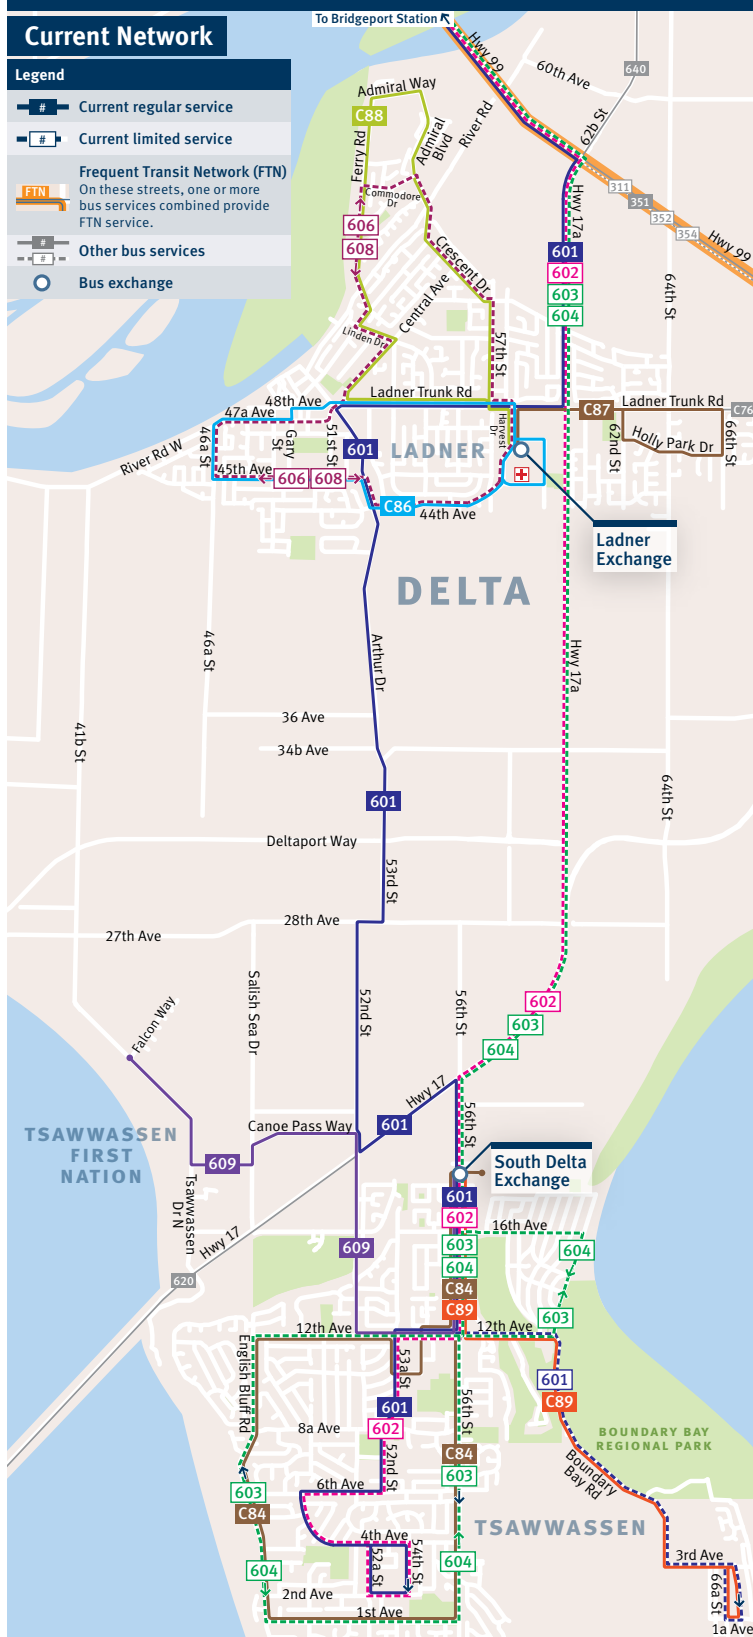 To Bridgeport Station
Current Network
Legend
# Current regular service
# Current limited service
Frequent Transit Network (FTN)
FTN On these streets, one or more
bus services combined provide
FTN service.
#
# Other bus services
Bus exchange
Hwy 99
60th Ave
640
Admiral Way
C88
Admiral
Blvd
River Rd
62b St
Ferry Rd
Commodore
Dr
606
608
Hwy 17a
311
351
352
354
Hwy 99
601
602
603
604
Crescent Dr
Central Ave
64th St
Linden Dr
57th St
Ladner Trunk Rd
48th Ave
47a Ave
C87
Ladner Trunk Rd
C76
River Rd W
46a St
Gary
St
51st St
601
LADNER
Harvest
Dr
62nd St
Holly Park Dr
66th St
45th Ave
606
608
C86
44th Ave
Ladner
Exchange
DELTA
46a St
Arthur Dr
Hwy 17a
36 Ave
34b Ave
41b St
64th St
601
Deltaport Way
53rd St
28th Ave
27th Ave
Salish Sea Dr
52nd St
56th St
602
603
604
Falcon Way
Hwy 17
Canoe Pass Way
601
56th St
TSAWWASSEN
FIRST
NATION
609
South Delta
Exchange
Tsawwassen
Dr N
Hwy 17
601
602
603
604
C84
C89
16th Ave
604
609
620
603
12th Ave
12th Ave
English Bluff Rd
53a St
56th St
601
C89
601
602
8a Ave
BOUNDARY BAY
REGIONAL PARK
52nd St
C84
603
Boundary
Bay Rd
6th Ave
603
C84
4th Ave
TSAWWASSEN
52a St
54th St
604
604
3rd Ave
2nd Ave
66a St
1st Ave
1a Ave